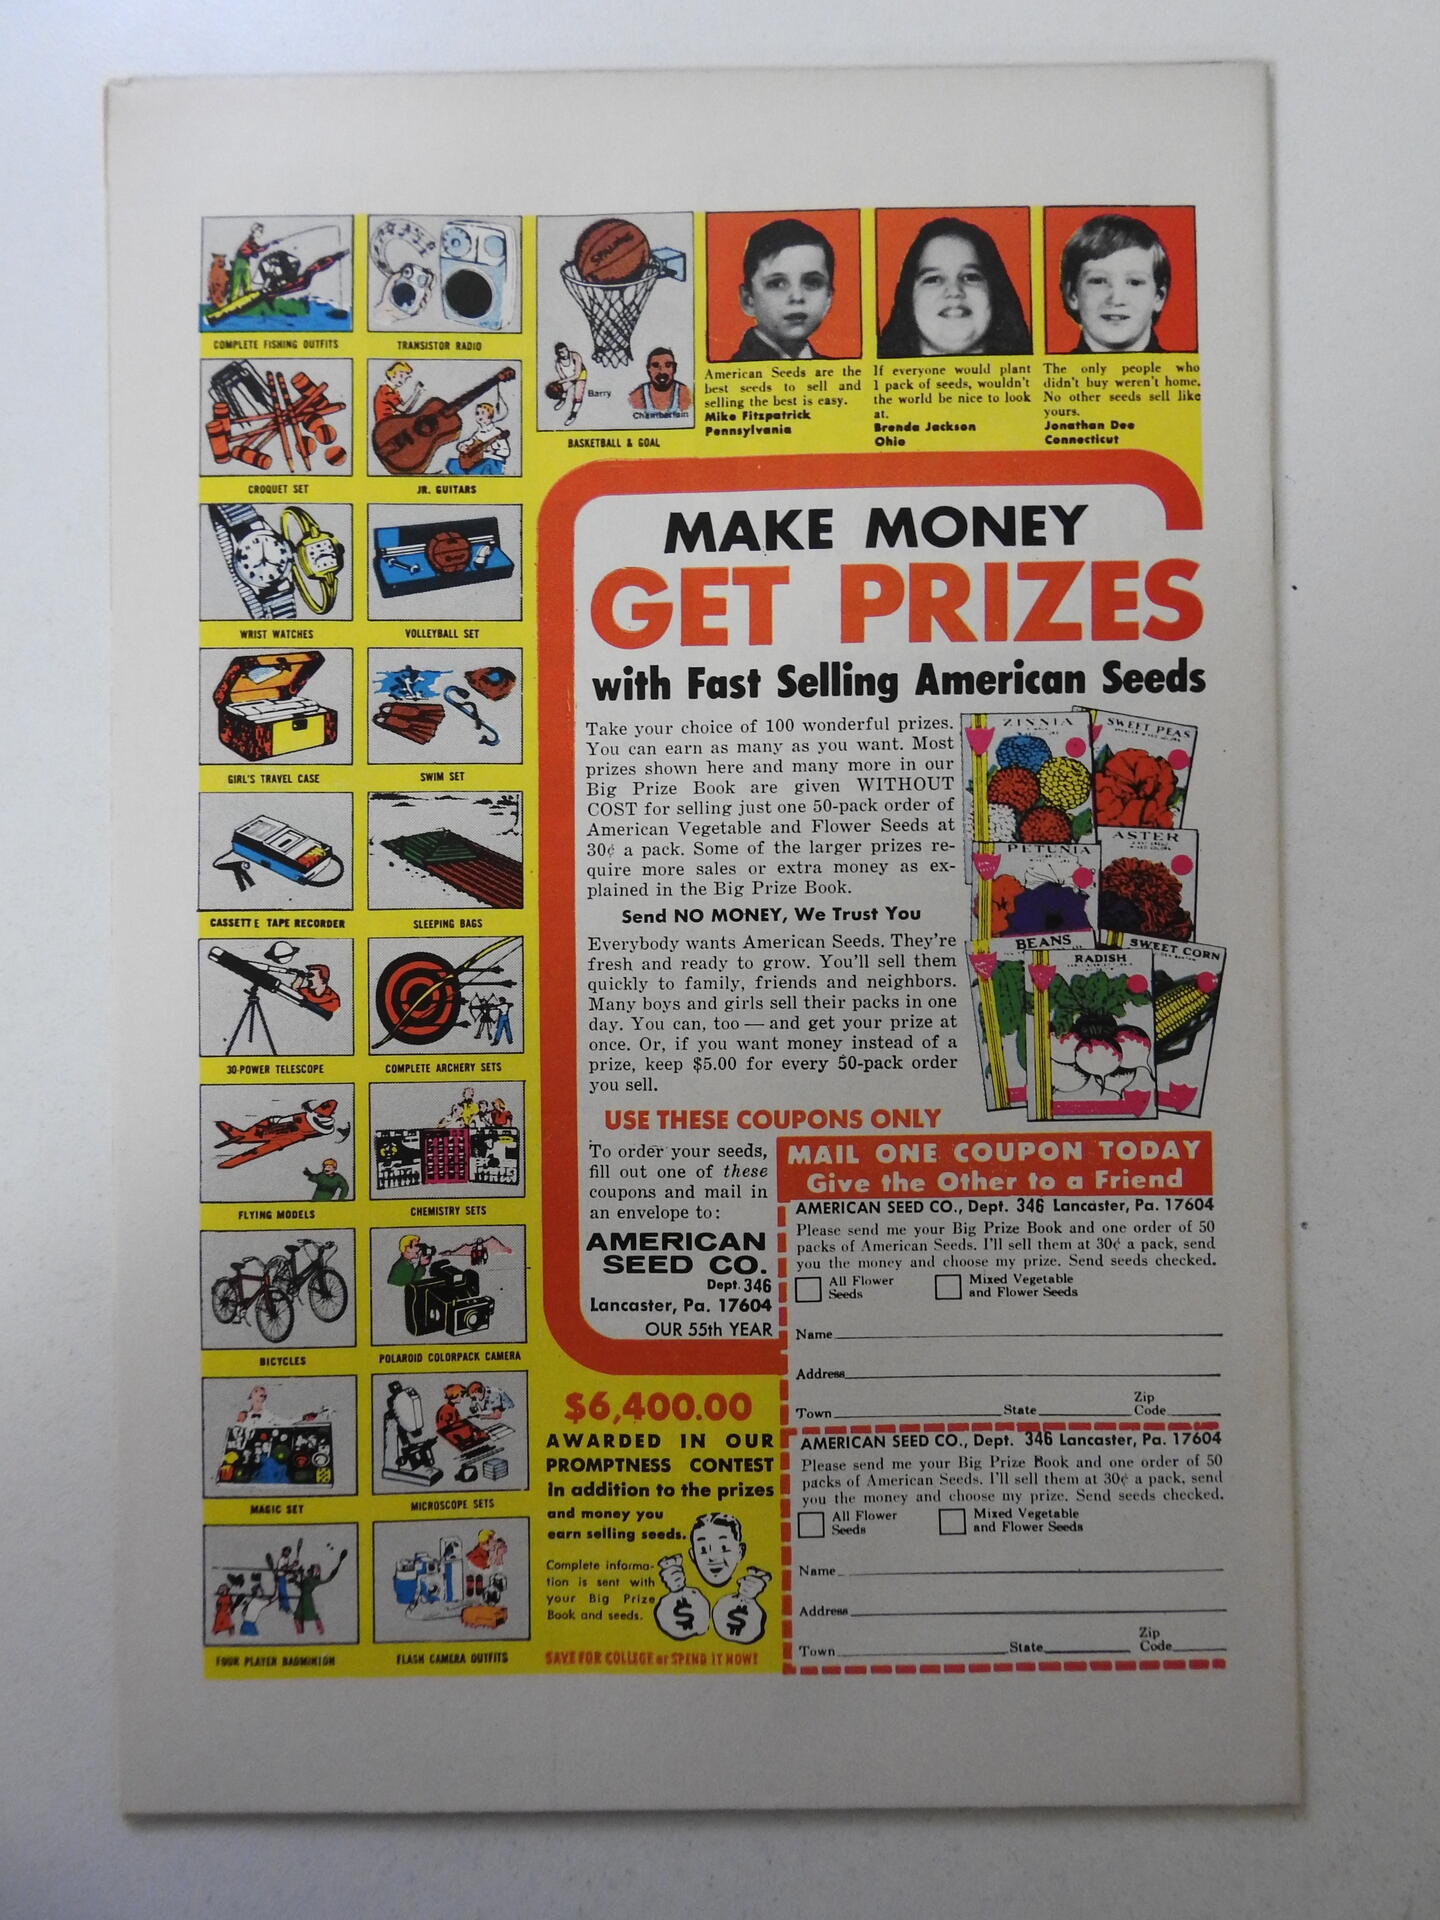 COMPLETE FISHING OUTFITS
TRANSISTOR RADIO
CROQUET SET
JR. GUITARS
WRIST WATCHES
VOLLEYBALL SET
GIRL'S TRAVEL CASE
SWIM SET
CASSETTE TAPE RECORDER
SLEEPING BAGS
30-POWER TELESCOPE
COMPLETE ARCHERY SETS
FLYING MODELS
CHEMISTRY SETS
BICYCLES
POLAROID COLORPACK CAMERA
MAGIC SET
MICROSCOPE SETS
FOUR PLAYER BADMINTON
FLASH CAMERA OUTFITS
SPALDING
Barry
Chamberlain
BASKETBALL & GOAL
American Seeds are the
best seeds to sell and
selling the best is easy.
Mike Fitzpatrick
Pennsylvania
If everyone would plant
1 pack of seeds, wouldn't
the world be nice to look
at.
Brenda Jackson
Ohio
The only people who
didn't buy weren't home.
No other seeds sell like
yours.
Jonathan Dee
Connecticut
MAKE MONEY
GET PRIZES
with Fast Selling American Seeds
Take your choice of 100 wonderful prizes.
You can earn as many as you want. Most
prizes shown here and many more in our
Big Prize Book are given WITHOUT
COST for selling just one 50-pack order of
American Vegetable and Flower Seeds at
30¢ a pack. Some of the larger prizes re-
quire more sales or extra money as ex-
plained in the Big Prize Book.
Send NO MONEY, We Trust You
Everybody wants American Seeds. They're
fresh and ready to grow. You'll sell them
quickly to family, friends and neighbors.
Many boys and girls sell their packs in one
day. You can, too — and get your prize at
once. Or, if you want money instead of a
prize, keep $5.00 for every 50-pack order
you sell.
ZINNIA
SWEET PEAS
PETUNIA
ASTER
BEANS
RADISH
SWEET CORN
USE THESE COUPONS ONLY
To order your seeds,
fill out one of these
coupons and mail in
an envelope to:
AMERICAN
SEED CO.
Dept. 346
Lancaster, Pa. 17604
OUR 55th YEAR
MAIL ONE COUPON TODAY
Give the Other to a Friend
AMERICAN SEED CO., Dept. 346 Lancaster, Pa. 17604
Please send me your Big Prize Book and one order of 50
packs of American Seeds. I'll sell them at 30¢ a pack, send
you the money and choose my prize. Send seeds checked.
All Flower
Seeds
Mixed Vegetable
and Flower Seeds
Name
Address
Zip
Town State Code
AMERICAN SEED CO., Dept. 346 Lancaster, Pa. 17604
Please send me your Big Prize Book and one order of 50
packs of American Seeds. I'll sell them at 30¢ a pack, send
you the money and choose my prize. Send seeds checked.
All Flower
Seeds
Mixed Vegetable
and Flower Seeds
Name
Address
Zip
Town State Code
$6,400.00
AWARDED IN OUR
PROMPTNESS CONTEST
in addition to the prizes
and money you
earn selling seeds.
Complete informa-
tion is sent with
your Big Prize
Book and seeds.
$ $
SAVE FOR COLLEGE or SPEND IT NOW!